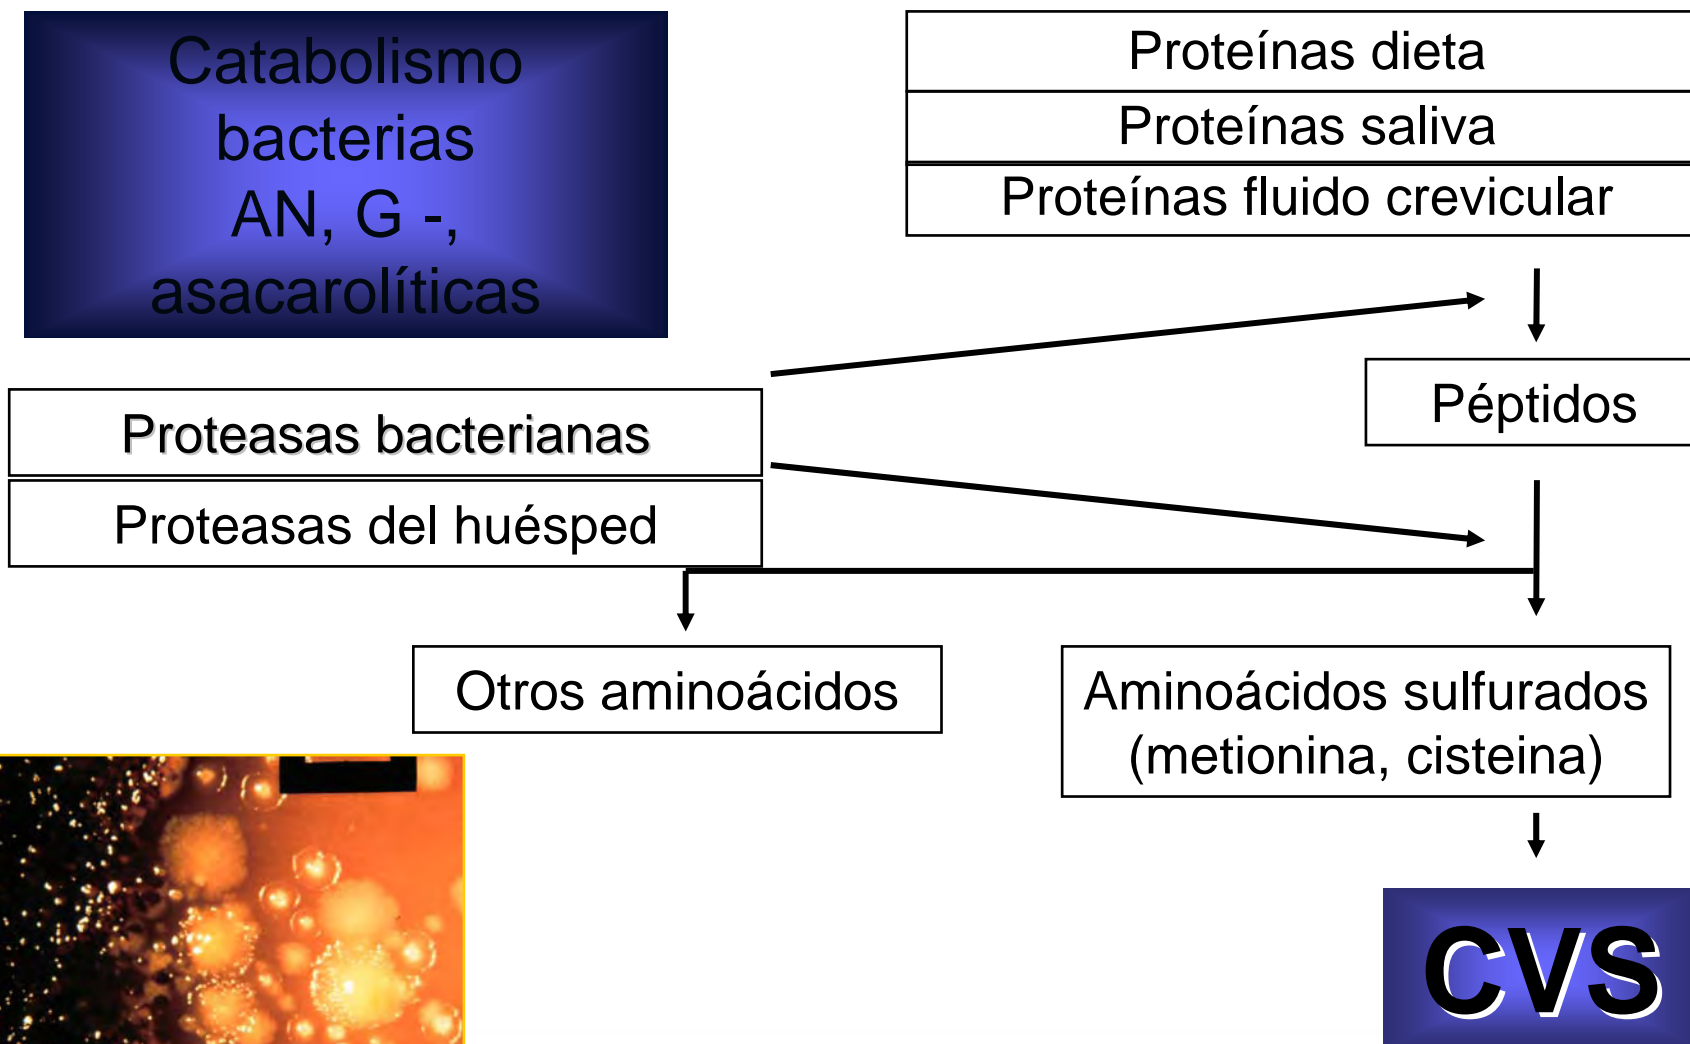 Catabolismo
bacterias
AN, G -,
asacarolíticas
Proteínas dieta
Proteínas saliva
Proteínas fluido crevicular
Péptidos
Proteasas bacterianas
Proteasas del huésped
Otros aminoácidos
Aminoácidos sulfurados
(metionina, cisteina)
CVS